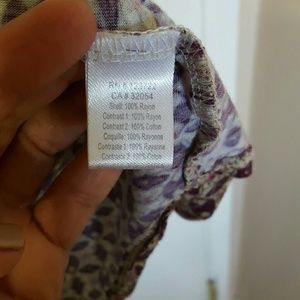 RN #
CA # 32054
Shell: 100% Rayon
Contrast 1: 100% Rayon
Contrast 2: 100% Cotton
Coquille: 100% Rayonne
Contraste 1: 100% Rayonne
Contraste 2: 100% Coton